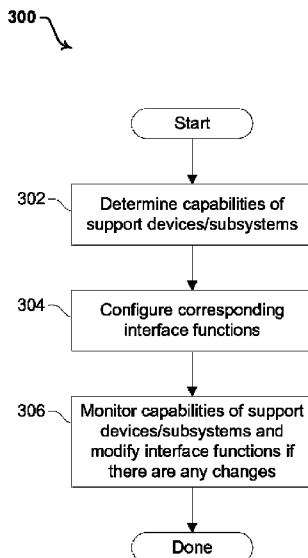 300
Start
302
Determine capabilities of
support devices/subsystems
304
Configure corresponding
interface functions
306
Monitor capabilities of support
devices/subsystems and
modify interface functions if
there are any changes
Done